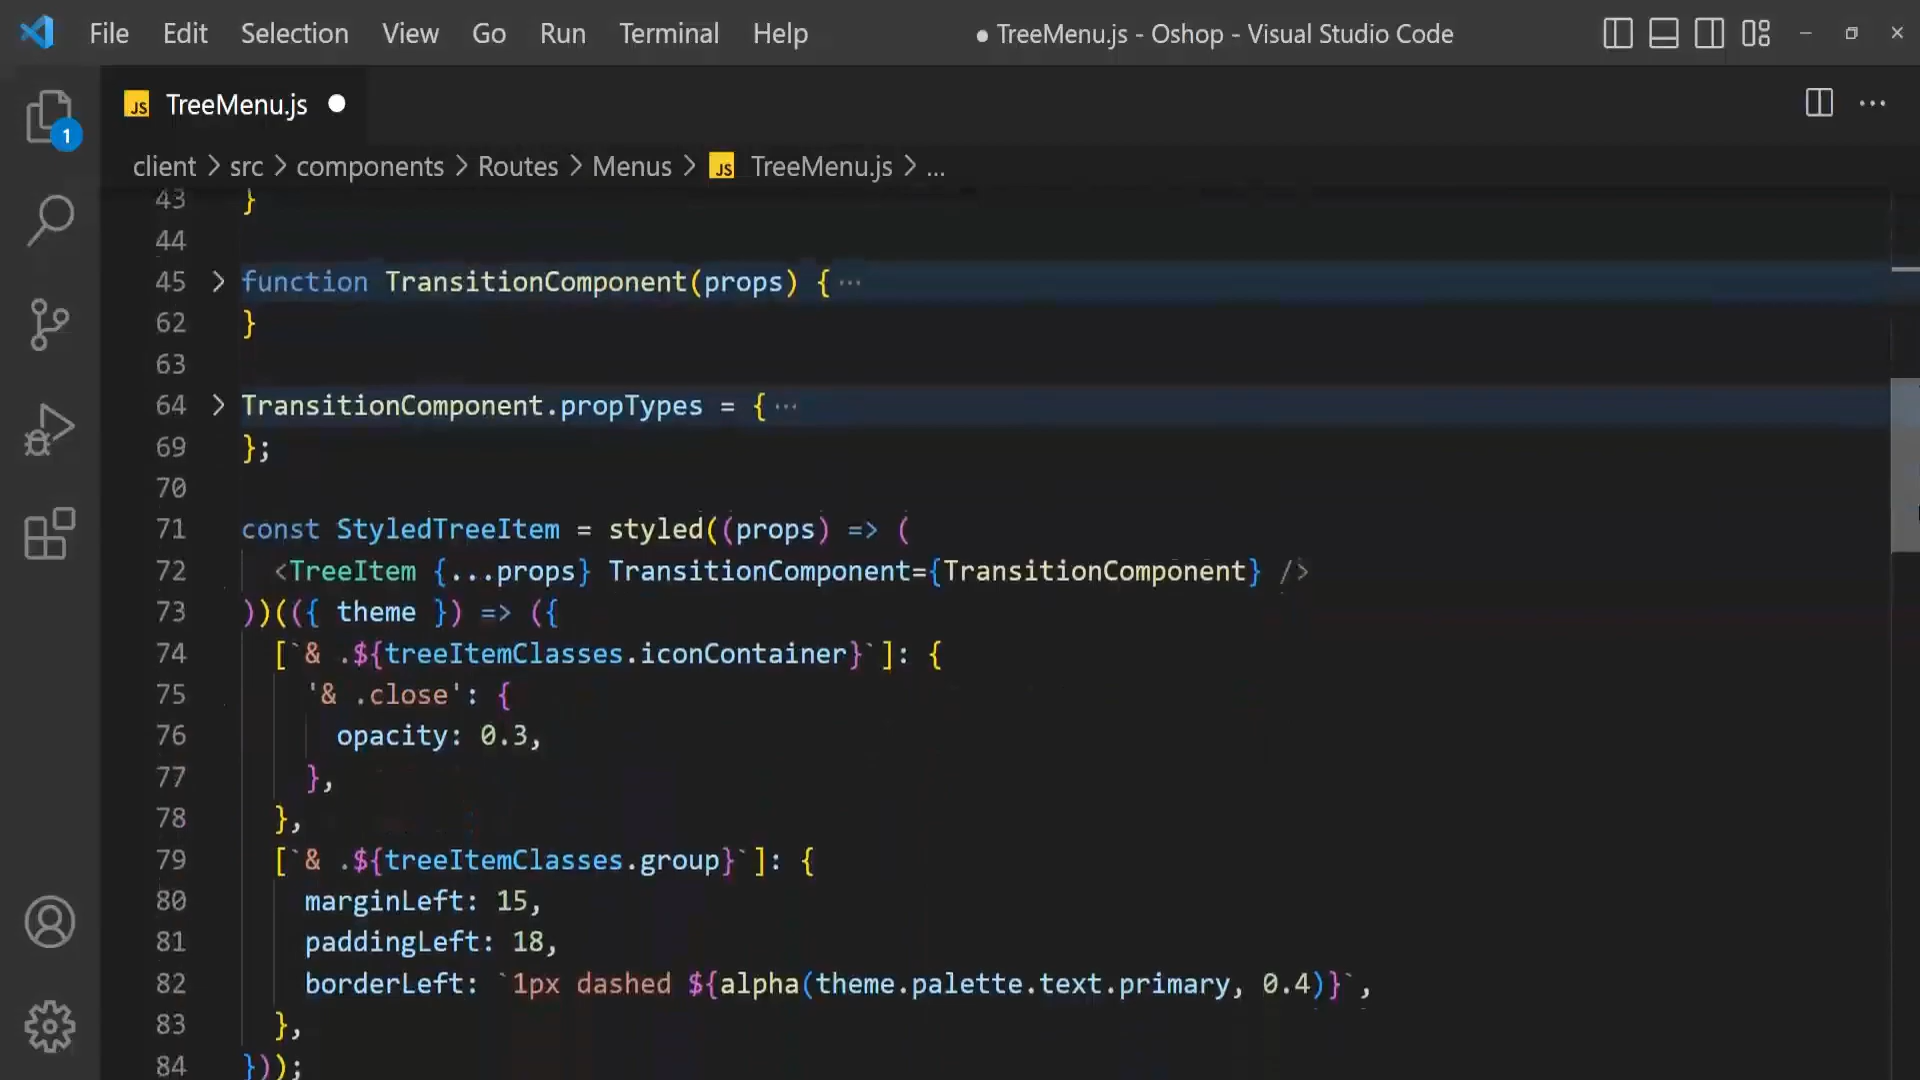 File Edit Selection View Go Run Terminal Help ● TreeMenu.js - Oshop - Visual Studio Code
JS TreeMenu.js ●
1
client > src > components > Routes > Menus > JS TreeMenu.js > ...
43 }
44
45 > function TransitionComponent(props) { ···
62 }
63
64 > TransitionComponent.propTypes = { ···
69 };
70
71 const StyledTreeItem = styled((props) => (
72   <TreeItem {...props} TransitionComponent={TransitionComponent} />
73 ))(({ theme }) => ({
74   [`& .${treeItemClasses.iconContainer}`]: {
75     '& .close': {
76       opacity: 0.3,
77     },
78   },
79   [`& .${treeItemClasses.group}`]: {
80     marginLeft: 15,
81     paddingLeft: 18,
82     borderLeft: `1px dashed ${alpha(theme.palette.text.primary, 0.4)}`,
83   },
84 }));